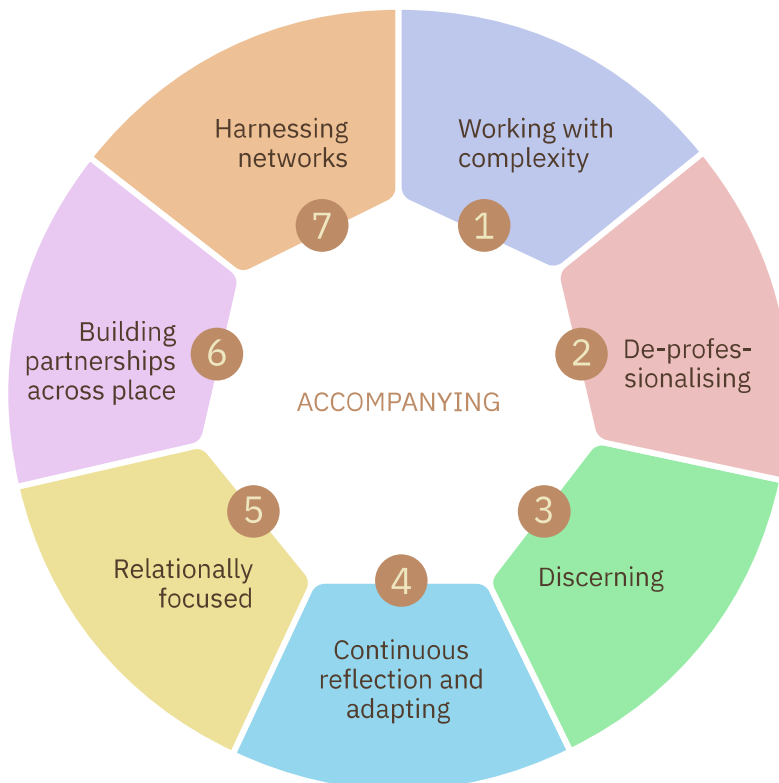 Working with
complexity
1
2
De-profes-
sionalising
3
Discerning
4
Continuous
reflection and
adapting
5
Relationally
focused
6
Building
partnerships
across place
7
Harnessing
networks
ACCOMPANYING